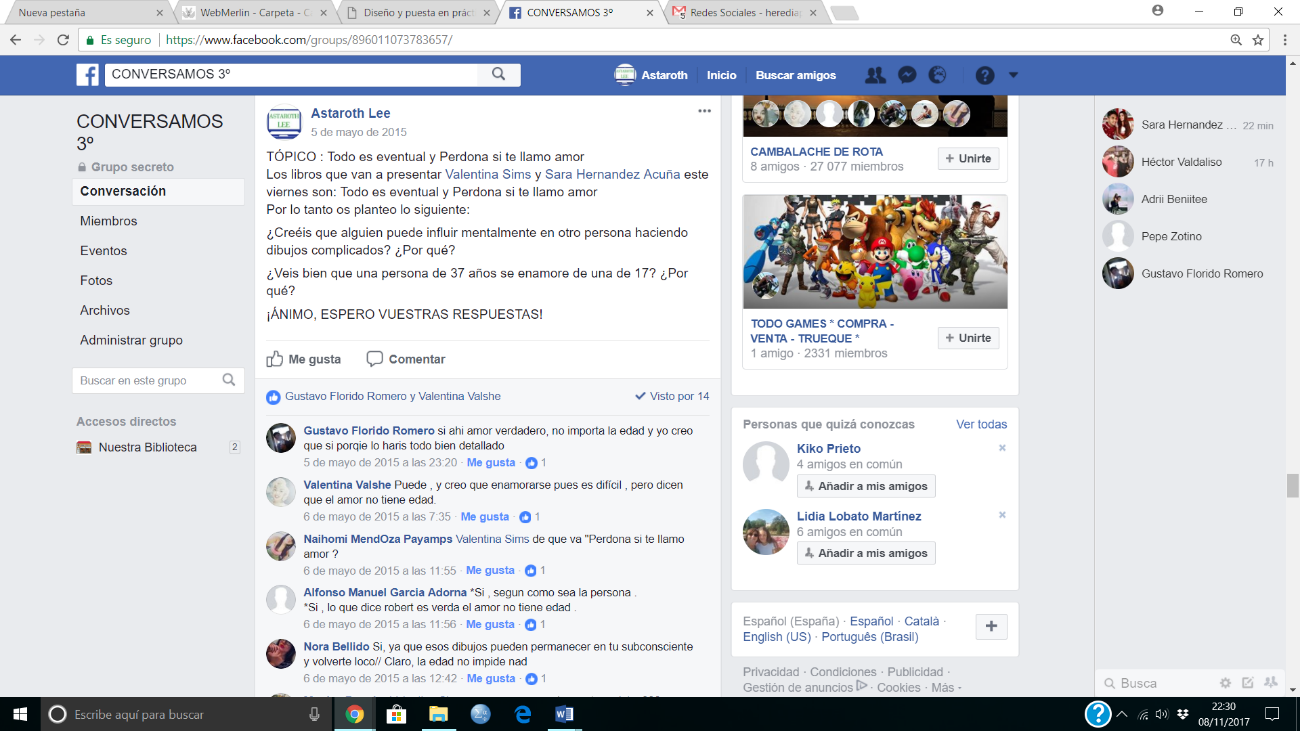 Nueva pestaña
WebMerlin - Carpeta - C
Diseño y puesta en práct
CONVERSAMOS 3º
Redes Sociales - heredia
Es seguro
https://www.facebook.com/groups/896011073783657/
CONVERSAMOS 3º
Astaroth
Inicio
Buscar amigos
CONVERSAMOS
3º
Grupo secreto
Conversación
Miembros
Eventos
Fotos
Archivos
Administrar grupo
Buscar en este grupo
Accesos directos
Nuestra Biblioteca 2
ASTAROTH
LEE
Astaroth Lee
5 de mayo de 2015
TÓPICO : Todo es eventual y Perdona si te llamo amor
Los libros que van a presentar Valentina Sims y Sara Hernandez Acuña este
viernes son: Todo es eventual y Perdona si te llamo amor
Por lo tanto os planteo lo siguiente:
¿Creéis que alguien puede influir mentalmente en otro persona haciendo
dibujos complicados? ¿Por qué?
¿Veis bien que una persona de 37 años se enamore de una de 17? ¿Por
qué?
¡ÁNIMO, ESPERO VUESTRAS RESPUESTAS!
Me gusta Comentar
Gustavo Florido Romero y Valentina Valshe
Visto por 14
Gustavo Florido Romero si ahi amor verdadero, no importa la edad y yo creo
que si porqie lo haris todo bien detallado
5 de mayo de 2015 a las 23:20 · Me gusta · 1
Valentina Valshe Puede , y creo que enamorarse pues es difícil , pero dicen
que el amor no tiene edad.
6 de mayo de 2015 a las 7:35 · Me gusta · 1
Naihomi MendOza Payamps Valentina Sims de que va "Perdona si te llamo
amor ?
6 de mayo de 2015 a las 11:55 · Me gusta · 1
Alfonso Manuel Garcia Adorna *Si , segun como sea la persona .
*Si , lo que dice robert es verda el amor no tiene edad .
6 de mayo de 2015 a las 11:56 · Me gusta · 1
Nora Bellido Si, ya que esos dibujos pueden permanecer en tu subconsciente
y volverte loco// Claro, la edad no impide nad
6 de mayo de 2015 a las 12:42 · Me gusta · 1
CAMBALACHE DE ROTA
8 amigos · 27 077 miembros
+ Unirte
TODO GAMES * COMPRA -
VENTA - TRUEQUE *
1 amigo · 2331 miembros
+ Unirte
Personas que quizá conozcas
Ver todas
Kiko Prieto
4 amigos en común
Añadir a mis amigos
Lidia Lobato Martínez
6 amigos en común
Añadir a mis amigos
Español (España) · Español · Català ·
English (US) · Português (Brasil)
Privacidad · Condiciones · Publicidad ·
Gestión de anuncios · Cookies · Más
Sara Hernandez ... 22 min
Héctor Valdaliso 17 h
Adrii Beniitee
Pepe Zotino
Gustavo Florido Romero
Busca
Escribe aquí para buscar
22:30
08/11/2017